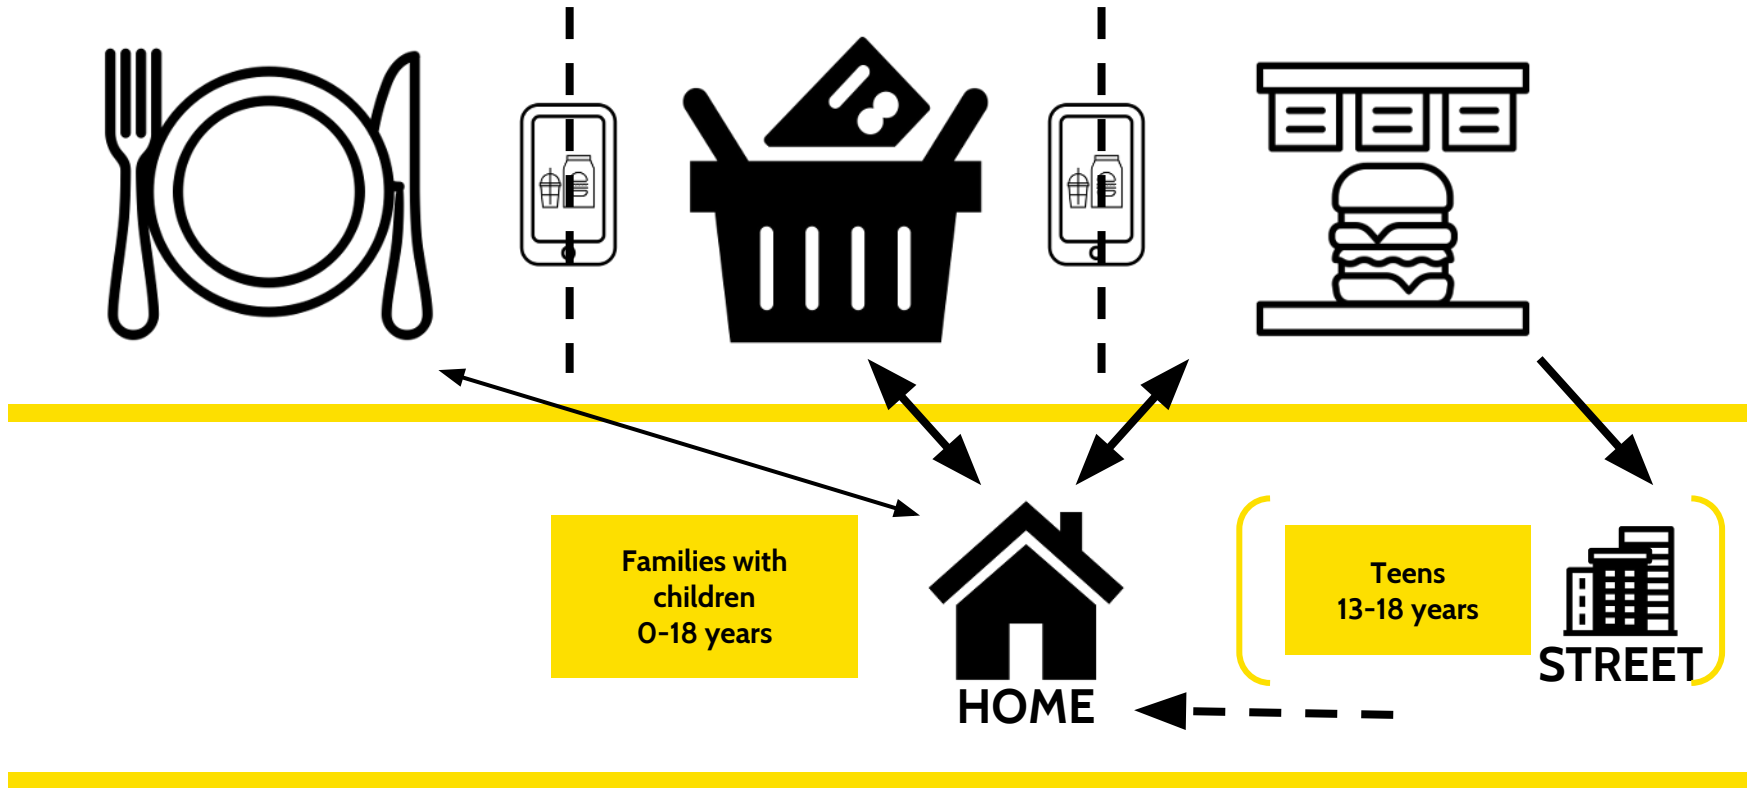 Families with
children
0-18 years
Teens
13-18 years
STREET
HOME